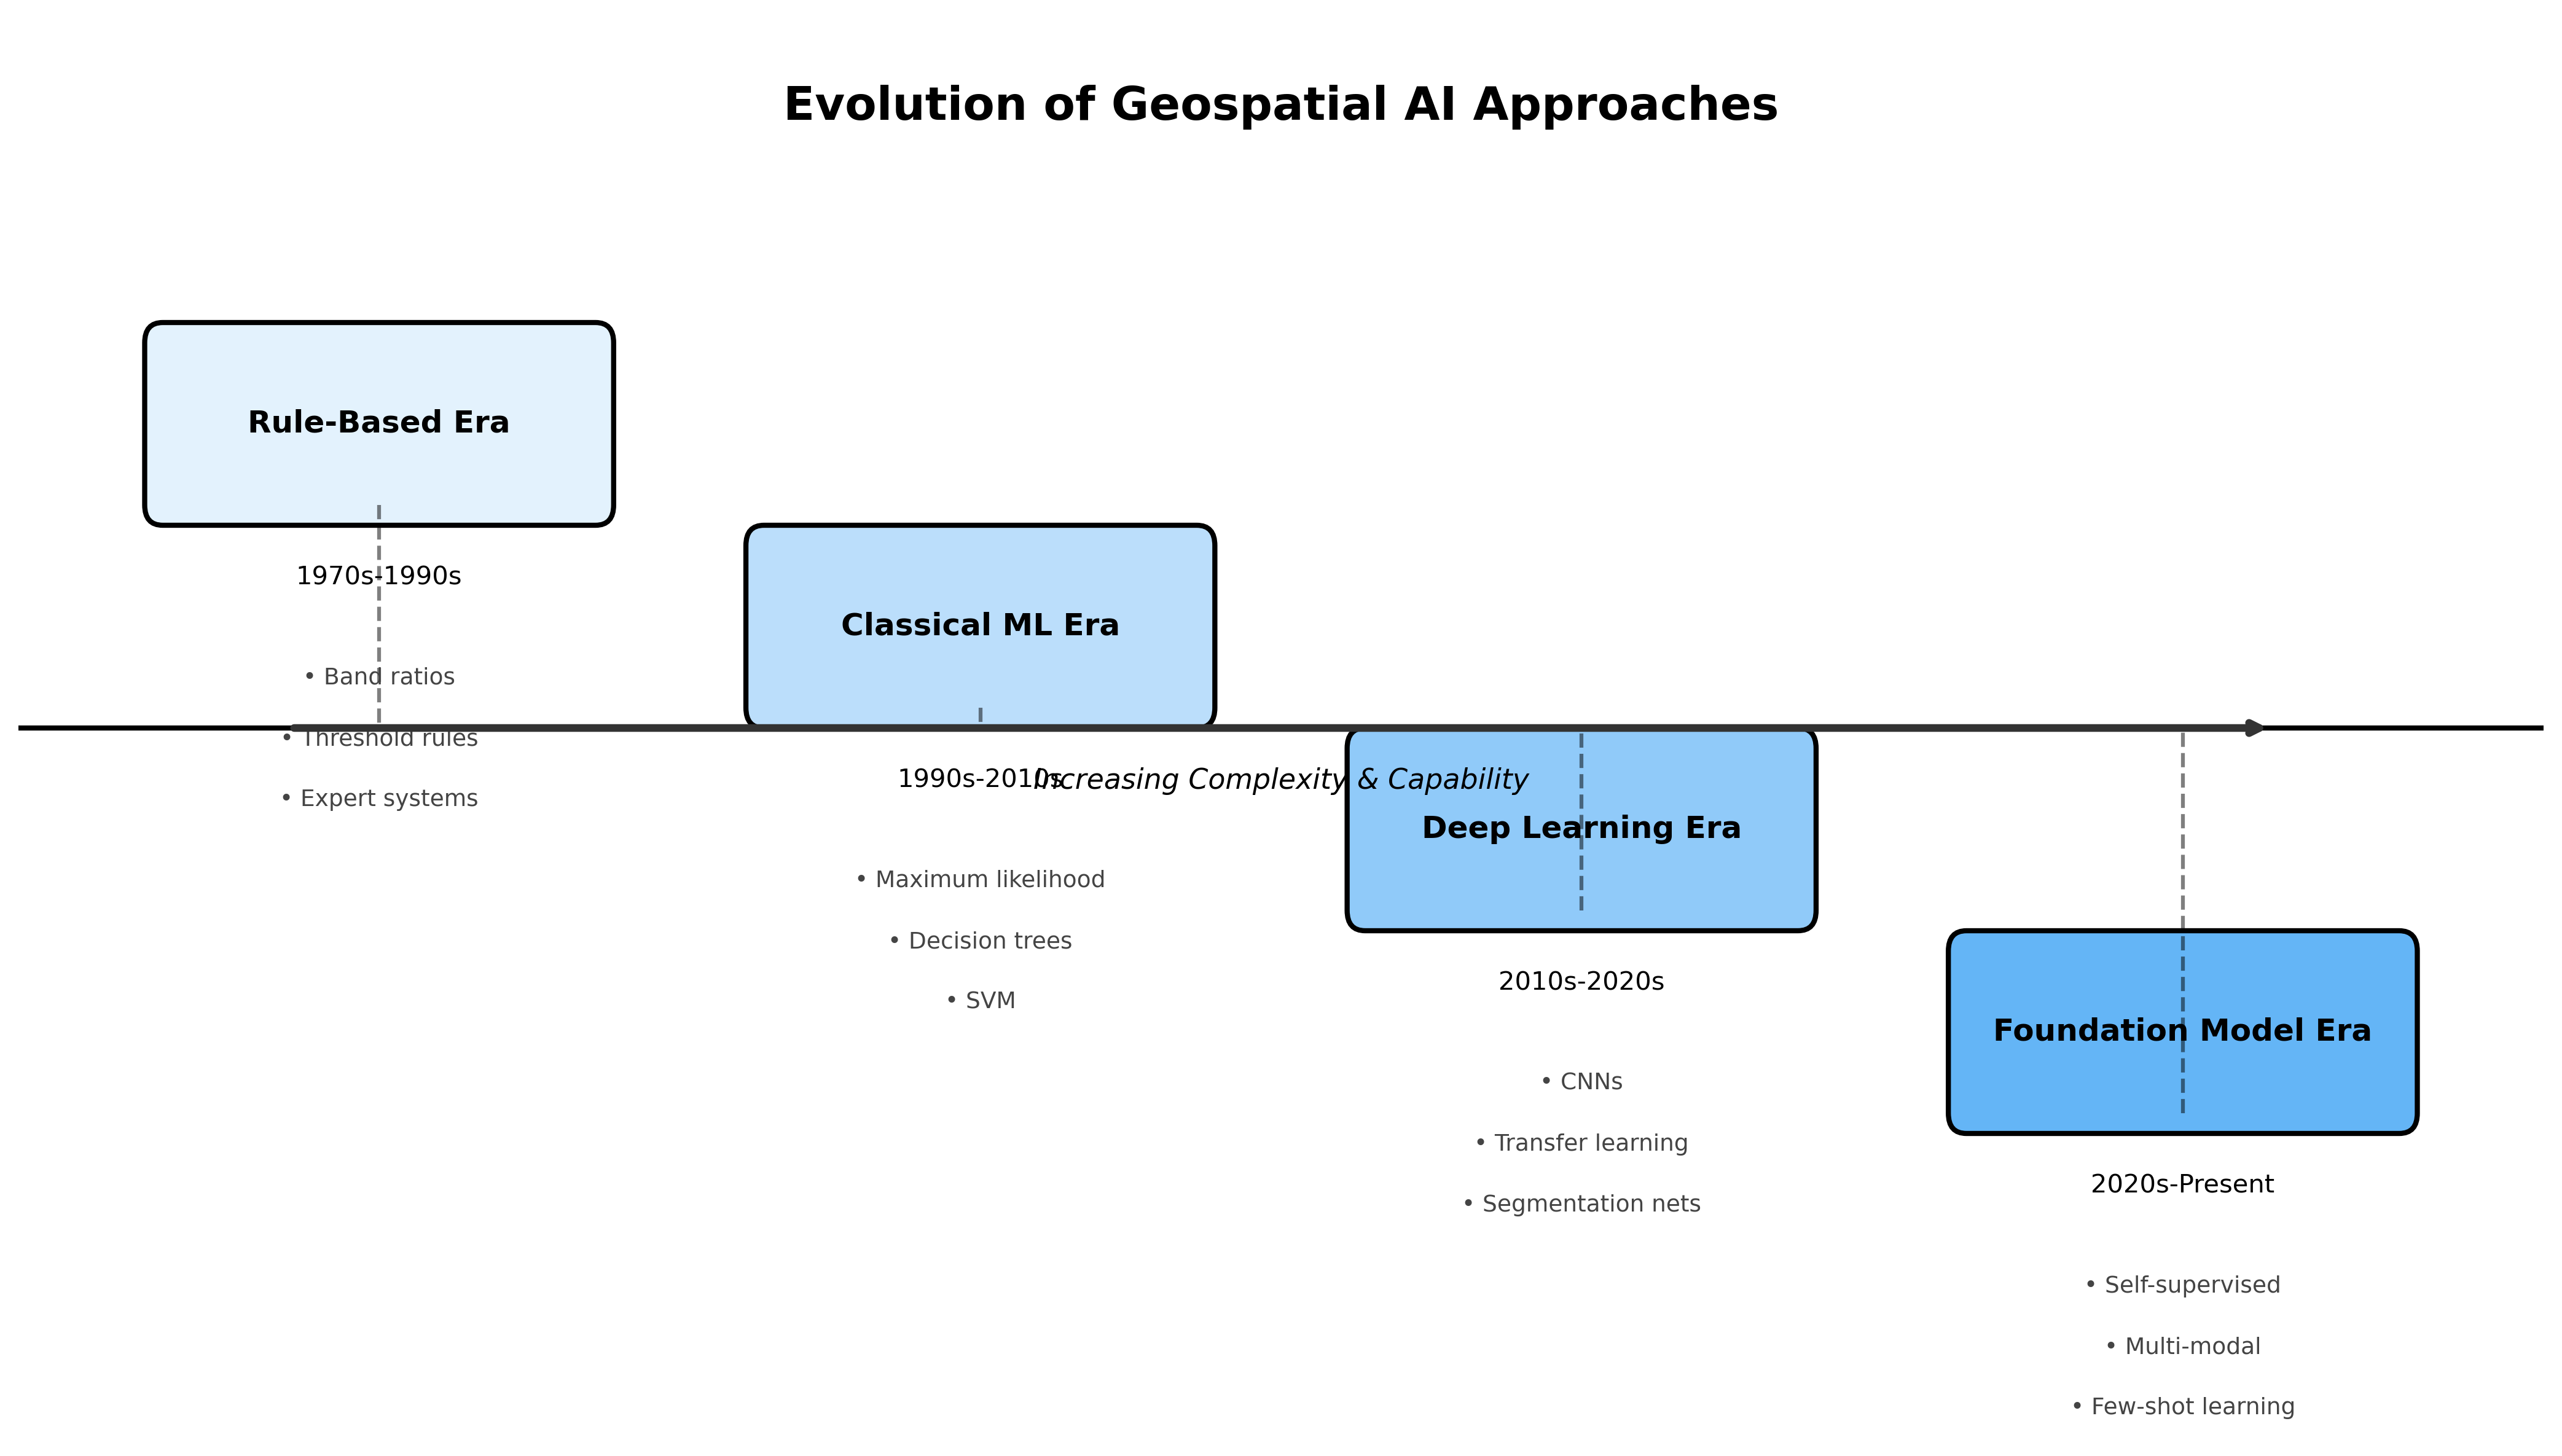 Evolution of Geospatial AI Approaches
Rule-Based Era
1970s-1990s
• Band ratios
• Threshold rules
• Expert systems
Classical ML Era
1990s-2010s
• Maximum likelihood
• Decision trees
• SVM
Increasing Complexity & Capability
Deep Learning Era
2010s-2020s
• CNNs
• Transfer learning
• Segmentation nets
Foundation Model Era
2020s-Present
• Self-supervised
• Multi-modal
• Few-shot learning